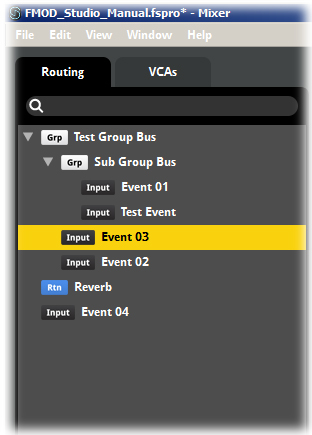 FMOD_Studio_Manual.fspro* - Mixer
File Edit View Window Help
Routing VCAs
Grp Test Group Bus
Grp Sub Group Bus
Input Event 01
Input Test Event
Input Event 03
Input Event 02
Rtn Reverb
Input Event 04